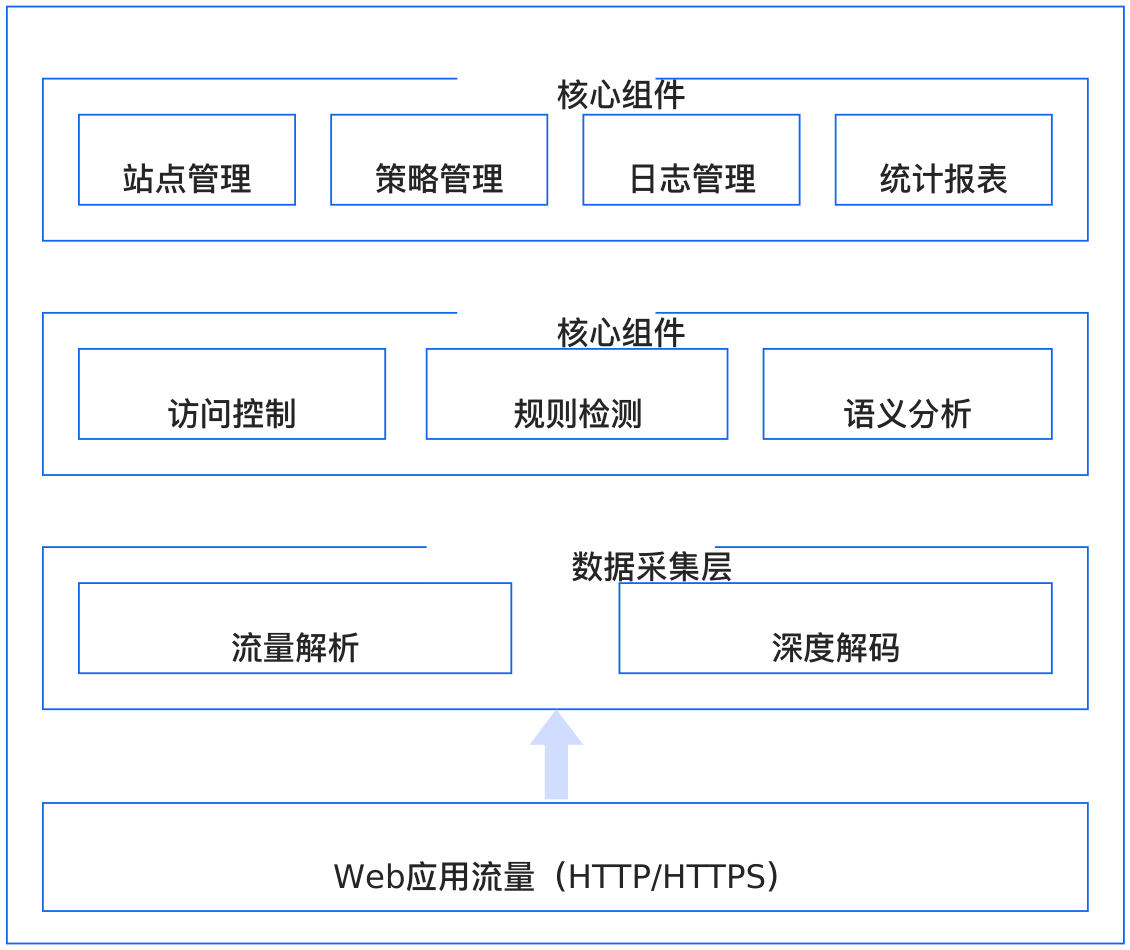 核心组件
站点管理
策略管理
日志管理
统计报表
核心组件
访问控制
规则检测
语义分析
数据采集层
流量解析
深度解码
Web应用流量（HTTP/HTTPS）